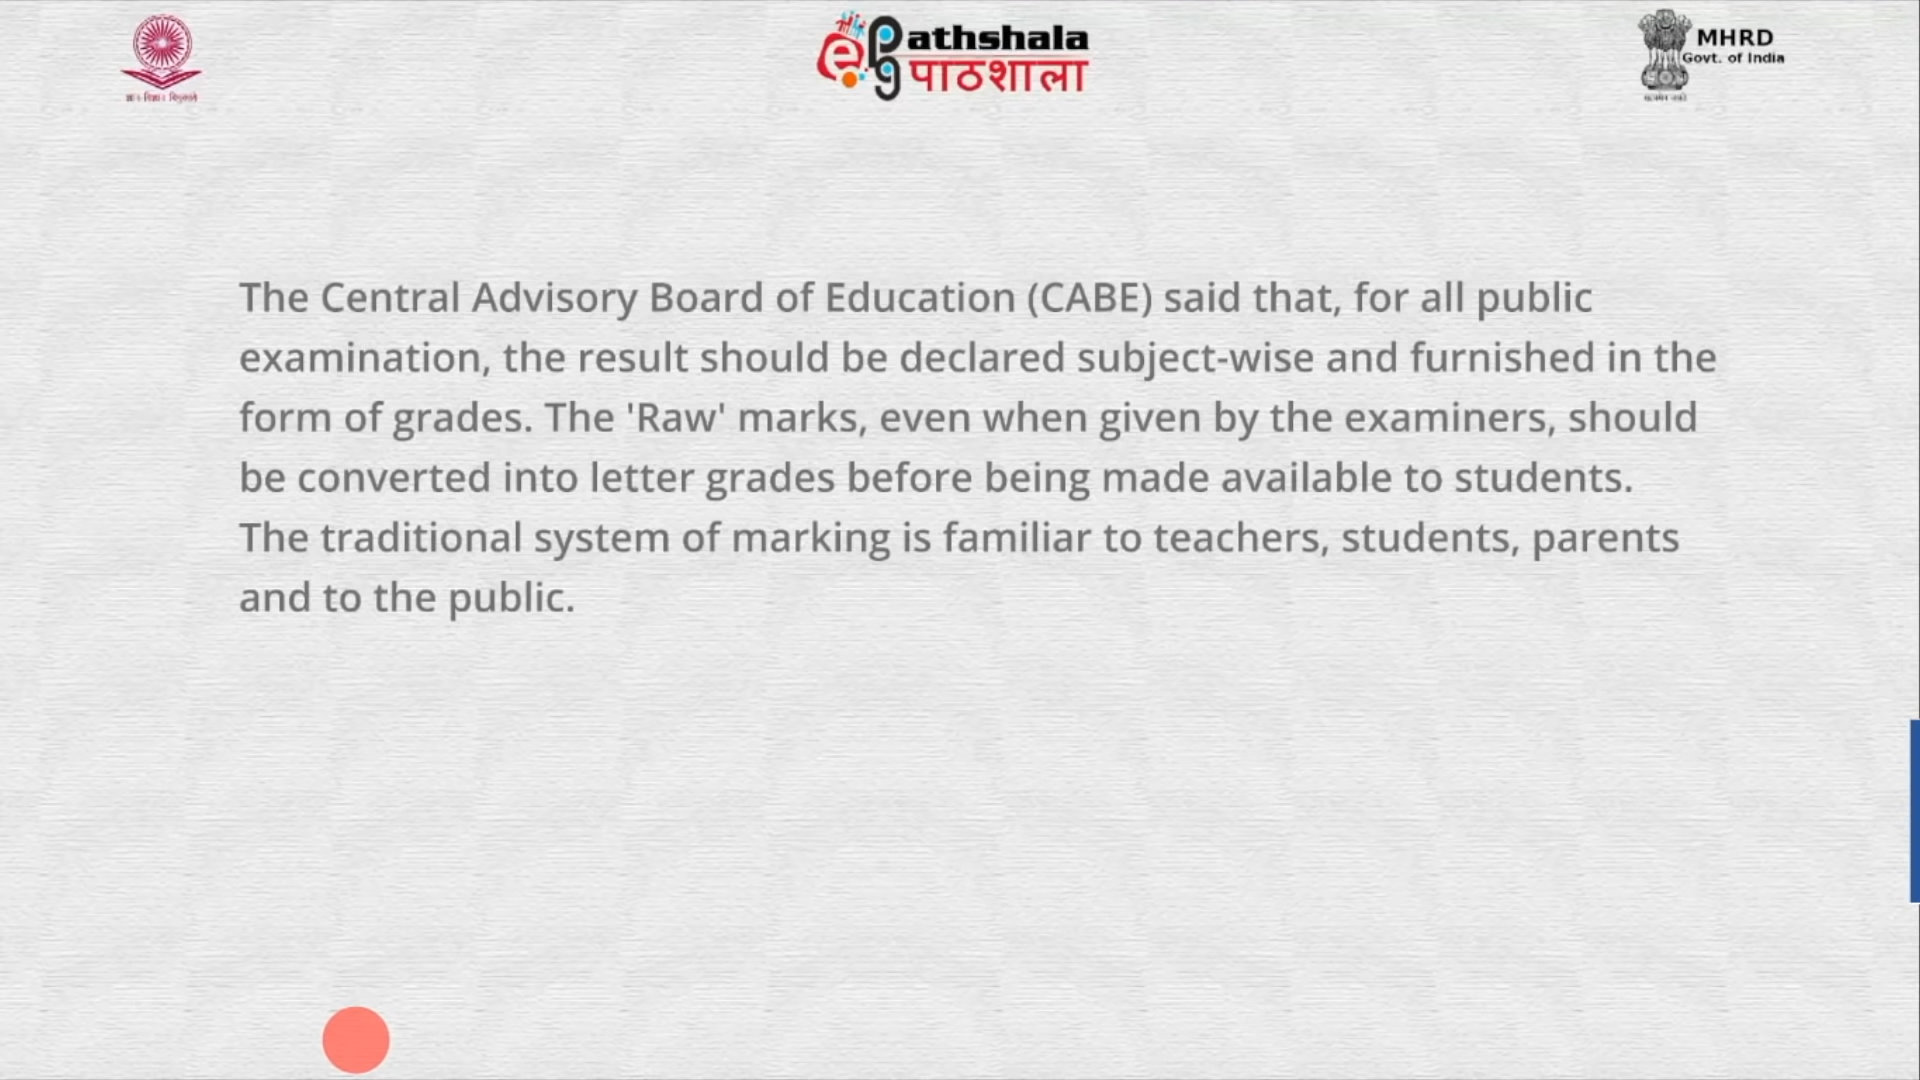 ePathshala
पाठशाला
MHRD
Govt. of India
The Central Advisory Board of Education (CABE) said that, for all public
examination, the result should be declared subject-wise and furnished in the
form of grades. The 'Raw' marks, even when given by the examiners, should
be converted into letter grades before being made available to students.
The traditional system of marking is familiar to teachers, students, parents
and to the public.